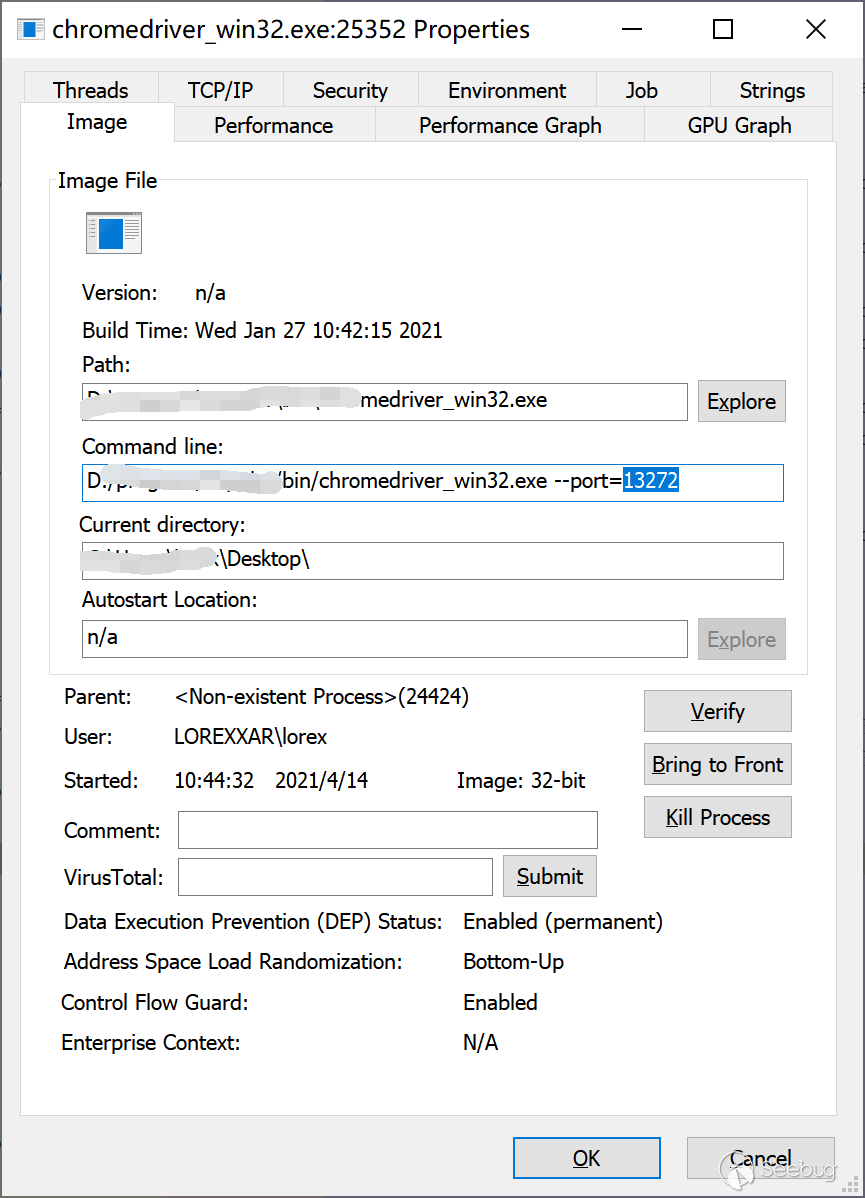 chromedriver_win32.exe:25352 Properties
Threads TCP/IP Security Environment Job Strings
Image Performance Performance Graph GPU Graph
Image File
Version: n/a
Build Time: Wed Jan 27 10:42:15 2021
Path:
medriver_win32.exe Explore
Command line:
/bin/chromedriver_win32.exe --port=13272
Current directory:
\Desktop\
Autostart Location:
n/a Explore
Parent: <Non-existent Process>(24424) Verify
User: LOREXXAR\lorex
Bring to Front
Started: 10:44:32 2021/4/14 Image: 32-bit
Kill Process
Comment:
VirusTotal: Submit
Data Execution Prevention (DEP) Status: Enabled (permanent)
Address Space Load Randomization: Bottom-Up
Control Flow Guard: Enabled
Enterprise Context: N/A
OK Cancel
Seebug